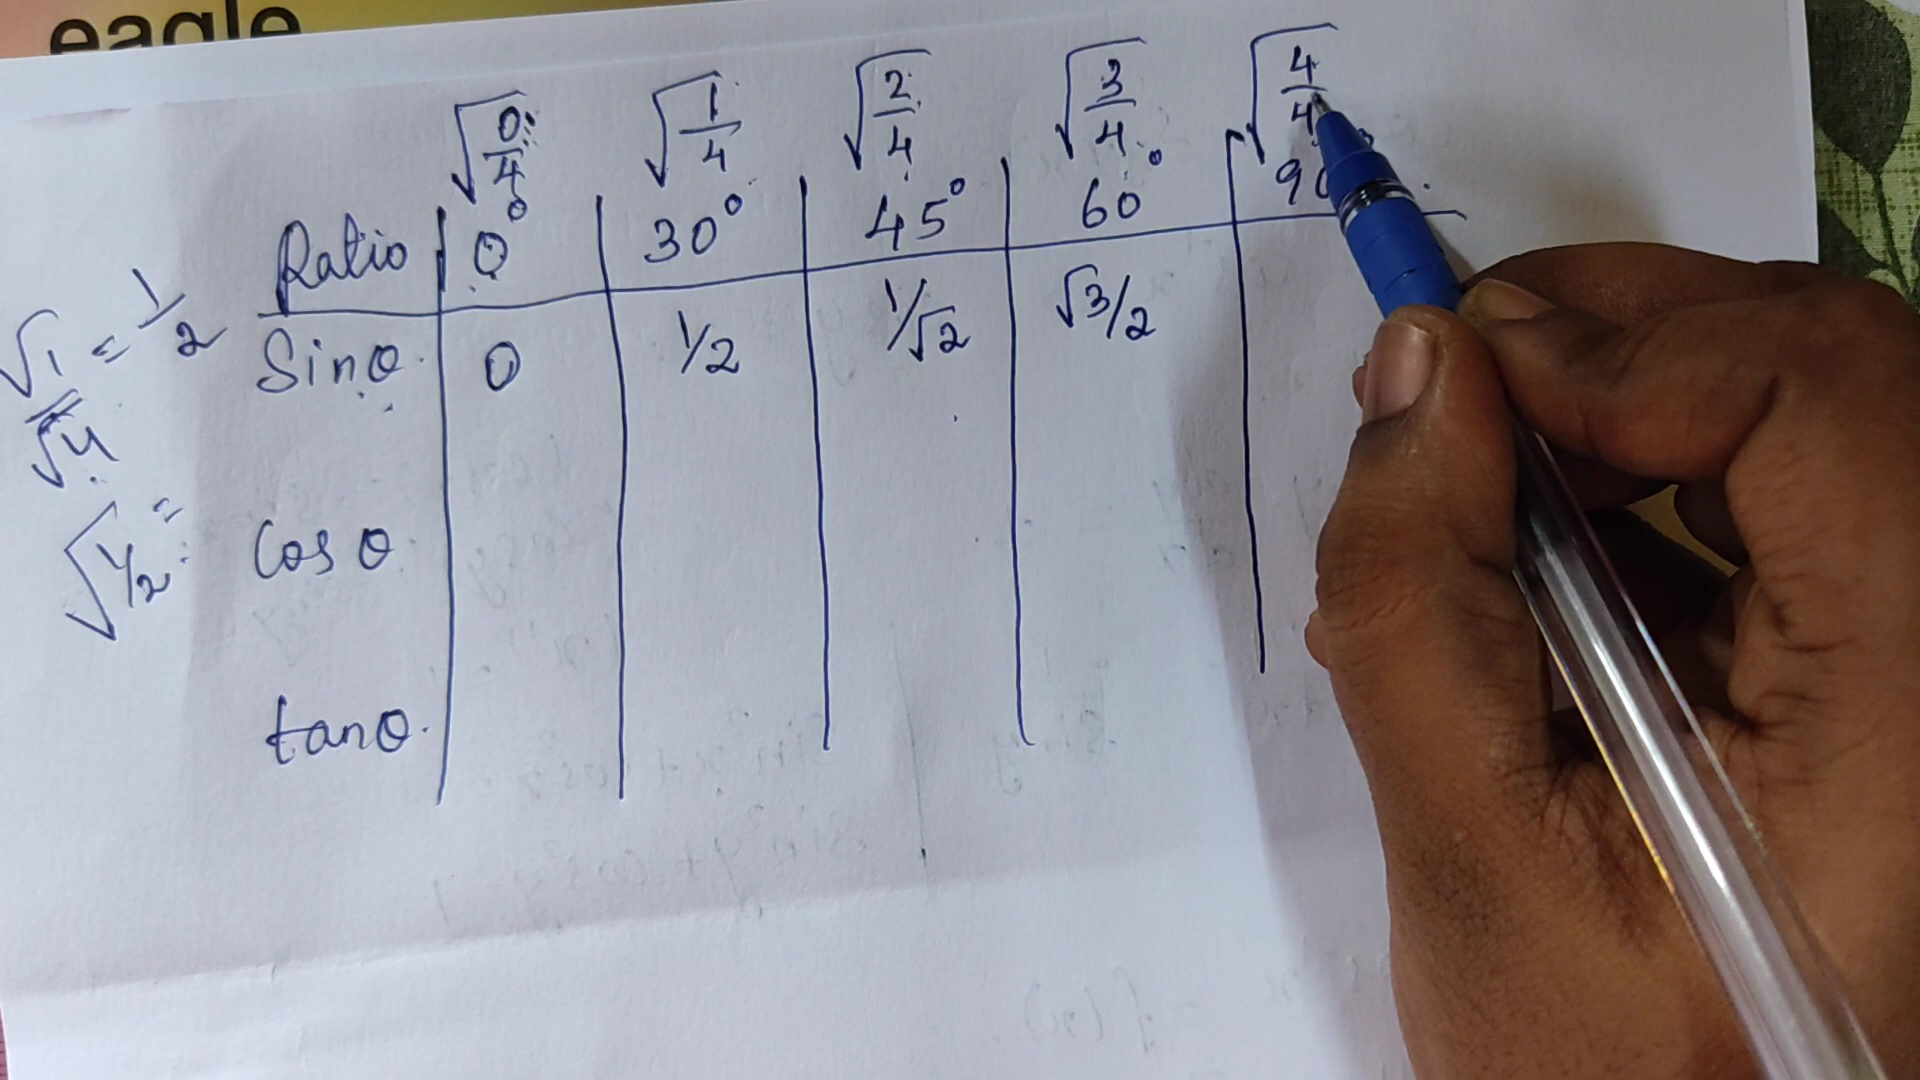 eagle
√0/4 √1/4 √2/4 √3/4 √4/4
Ratio 0° 30° 45° 60° 90
Sinθ 0 1/2 1/√2 √3/2
Cosθ
tanθ
√1/√4 = 1/2
√1/2 =